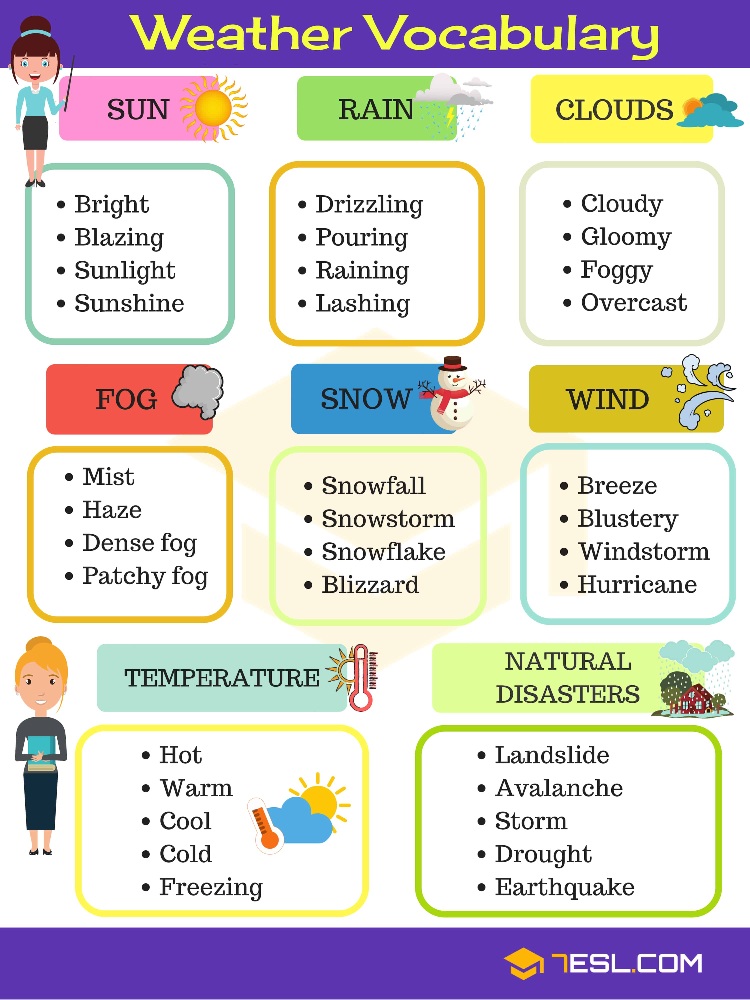 Weather Vocabulary
SUN
Bright
Blazing
Sunlight
Sunshine
RAIN
Drizzling
Pouring
Raining
Lashing
CLOUDS
Cloudy
Gloomy
Foggy
Overcast
FOG
Mist
Haze
Dense fog
Patchy fog
SNOW
Snowfall
Snowstorm
Snowflake
Blizzard
WIND
Breeze
Blustery
Windstorm
Hurricane
TEMPERATURE
Hot
Warm
Cool
Cold
Freezing
NATURAL
DISASTERS
Landslide
Avalanche
Storm
Drought
Earthquake
7ESL.COM